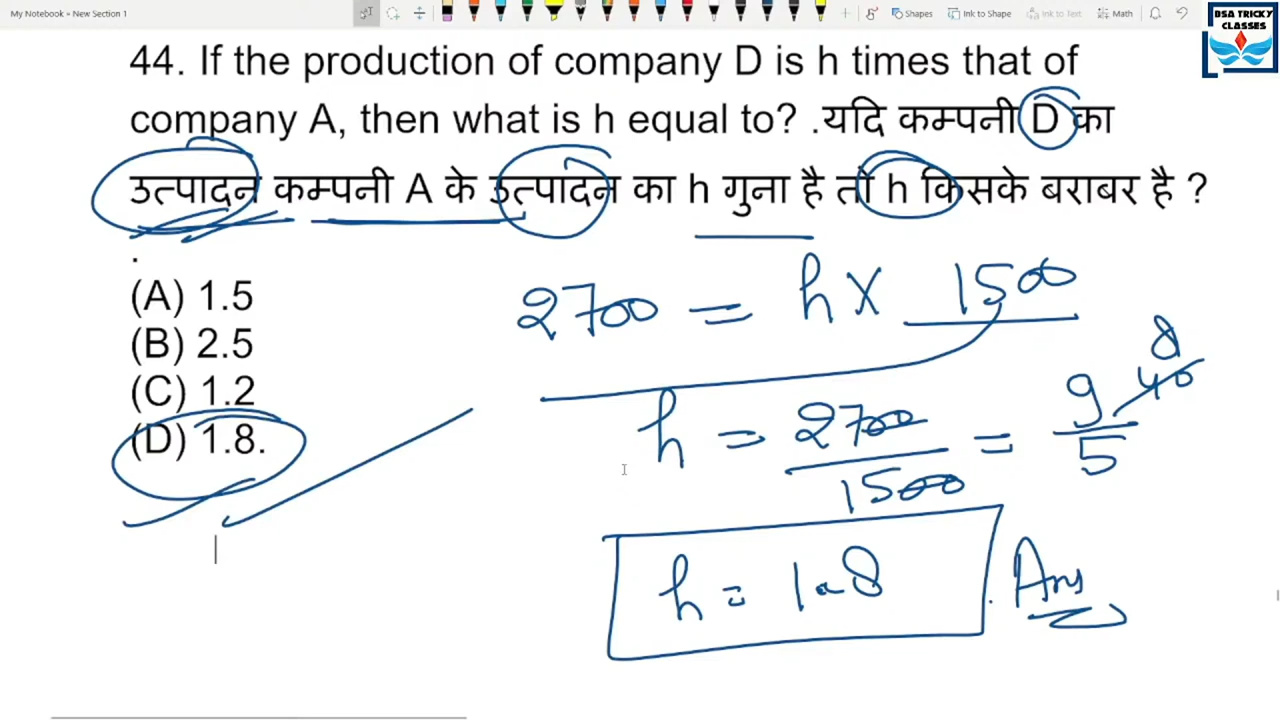 My Notebook » New Section 1
Shapes
Ink to Shape
Ink to Text
Math
BSA TRICKY
CLASSES
44. If the production of company D is h times that of
company A, then what is h equal to? .यदि कम्पनी D का
उत्पादन कम्पनी A के उत्पादन का h गुना है तो h किसके बराबर है ?
.
(A) 1.5
(B) 2.5
(C) 1.2
(D) 1.8.
2700 = h X 1500
h = 2700/1500 = 9/5
40
8
h = 1.8
Ans